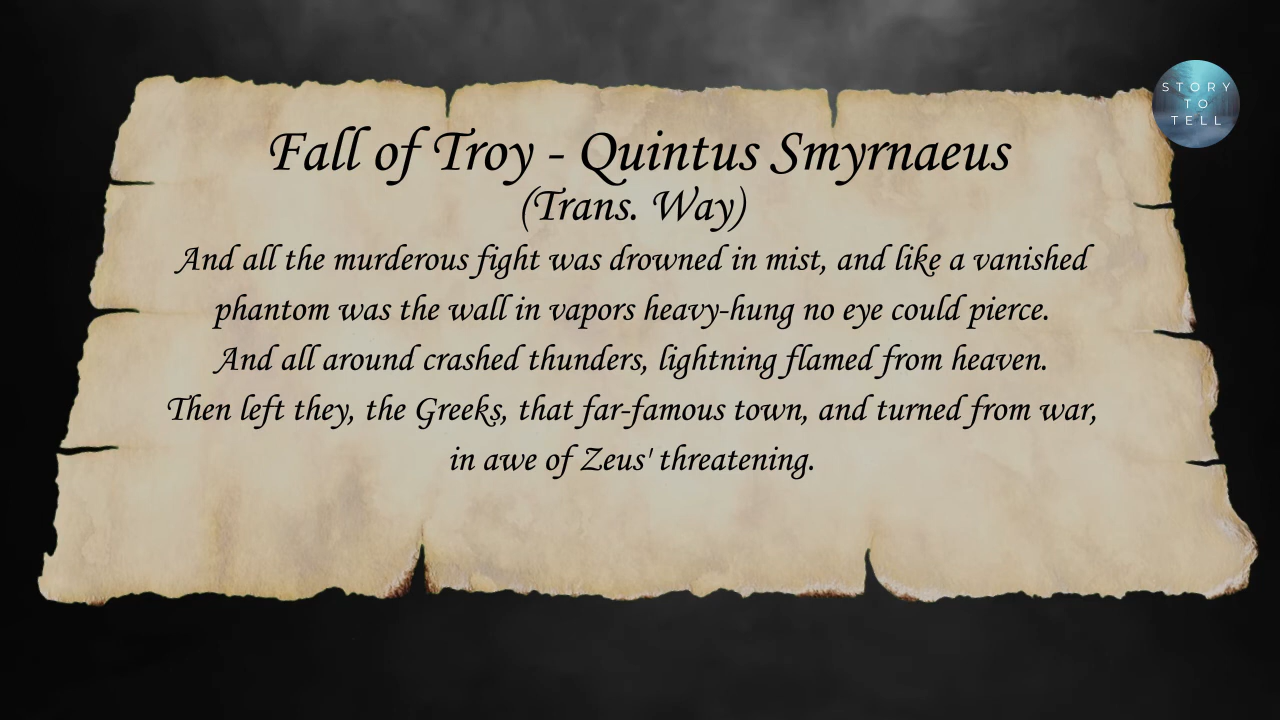 STORY
TO
TELL
Fall of Troy - Quintus Smyrnaeus
(Trans. Way)
And all the murderous fight was drowned in mist, and like a vanished
phantom was the wall in vapors heavy-hung no eye could pierce.
And all around crashed thunders, lightning flamed from heaven.
Then left they, the Greeks, that far-famous town, and turned from war,
in awe of Zeus' threatening.